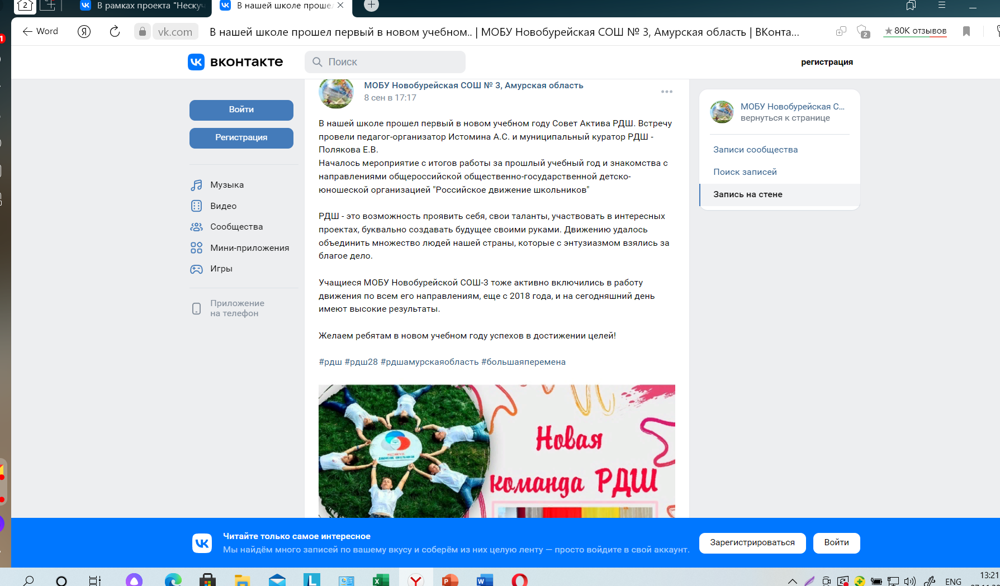 2
В рамках проекта "Нескуч
В нашей школе прошел
Word
vk.com
В нашей школе прошел первый в новом учебном.. | МОБУ Новобурейская СОШ № 3, Амурская область | ВКонта...
2
80К отзывов
1
вконтакте
Поиск
регистрация
Войти
Регистрация
Музыка
Видео
Сообщества
Мини-приложения
Игры
Приложение
на телефон
МОБУ Новобурейская СОШ № 3, Амурская область
8 сен в 17:17
В нашей школе прошел первый в новом учебном году Совет Актива РДШ. Встречу
провели педагог-организатор Истомина А.С. и муниципальный куратор РДШ -
Полякова Е.В.
Началось мероприятие с итогов работы за прошлый учебный год и знакомства с
направлениями общероссийской общественно-государственной детско-
юношеской организацией "Российское движение школьников"
РДШ - это возможность проявить себя, свои таланты, участвовать в интересных
проектах, буквально создавать будущее своими руками. Движению удалось
объединить множество людей нашей страны, которые с энтузиазмом взялись за
благое дело.
Учащиеся МОБУ Новобурейской СОШ-3 тоже активно включились в работу
движения по всем его направлениям, еще с 2018 года, и на сегодняшний день
имеют высокие результаты.
Желаем ребятам в новом учебном году успехов в достижении целей!
#рдш #рдш28 #рдшамурскаяобласть #большаяперемена
Новая
команда РДШ
МОБУ Новобурейская С...
вернуться к странице
Записи сообщества
Поиск записей
Запись на стене
Читайте только самое интересное
Мы найдём много записей по вашему вкусу и соберём из них целую ленту — просто войдите в свой аккаунт.
Зарегистрироваться
Войти
ENG
13:21